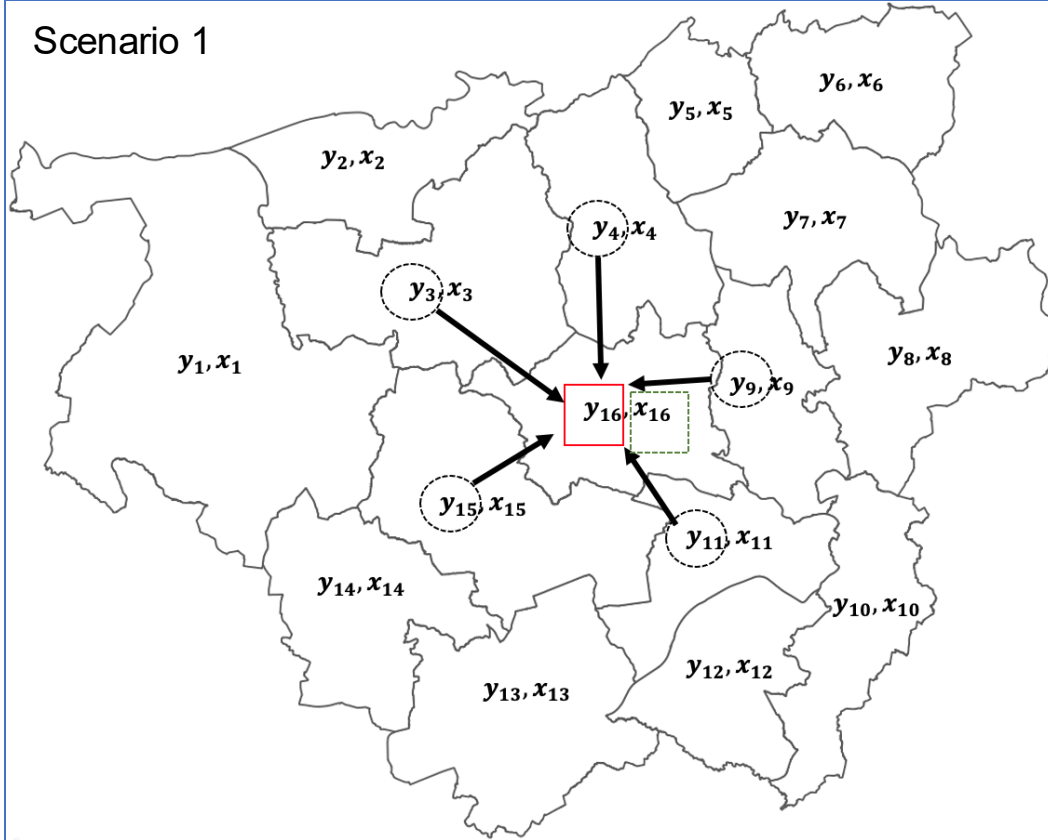 Scenario 1
y₆, x₆
y₅, x₅
y₂, x₂
y₇, x₇
y₄, x₄
y₃, x₃
y₁, x₁
y₈, x₈
y₉, x₉
y₁₆, x₁₆
y₁₅, x₁₅
y₁₁, x₁₁
y₁₄, x₁₄
y₁₀, x₁₀
y₁₂, x₁₂
y₁₃, x₁₃